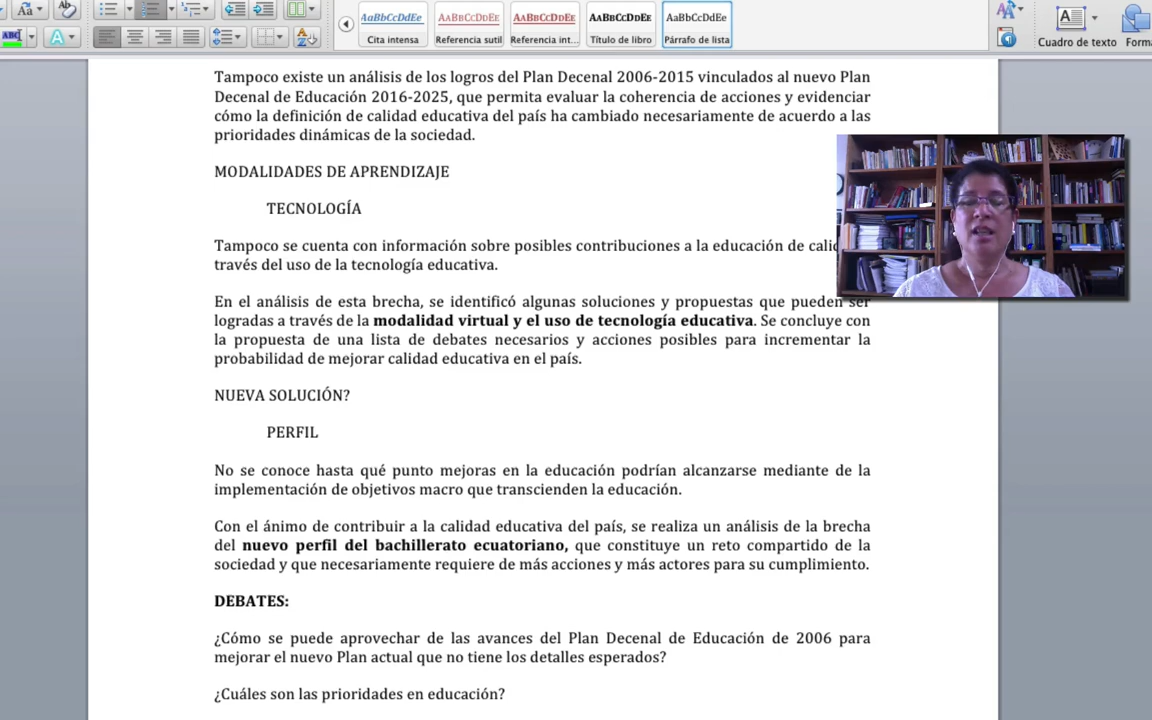 AaBbCcDdEe
AABBCCDDEE
AABBCCDDEE
AABBCCDDEE
AaBbCcDdEe
Cita intensa
Referencia sutil
Referencia int...
Título de libro
Párrafo de lista
Cuadro de texto
Tampoco existe un análisis de los logros del Plan Decenal 2006-2015 vinculados al nuevo Plan
Decenal de Educación 2016-2025, que permita evaluar la coherencia de acciones y evidenciar
cómo la definición de calidad educativa del país ha cambiado necesariamente de acuerdo a las
prioridades dinámicas de la sociedad.
MODALIDADES DE APRENDIZAJE
TECNOLOGÍA
Tampoco se cuenta con información sobre posibles contribuciones a la educación de
través del uso de la tecnología educativa.
En el análisis de esta brecha, se identificó algunas soluciones y propuestas que pueden ser
logradas a través de la modalidad virtual y el uso de tecnología educativa. Se concluye con
la propuesta de una lista de debates necesarios y acciones posibles para incrementar la
probabilidad de mejorar calidad educativa en el país.
NUEVA SOLUCIÓN?
PERFIL
No se conoce hasta qué punto mejoras en la educación podrían alcanzarse mediante de la
implementación de objetivos macro que transcienden la educación.
Con el ánimo de contribuir a la calidad educativa del país, se realiza un análisis de la brecha
del nuevo perfil del bachillerato ecuatoriano, que constituye un reto compartido de la
sociedad y que necesariamente requiere de más acciones y más actores para su cumplimiento.
DEBATES:
¿Cómo se puede aprovechar de las avances del Plan Decenal de Educación de 2006 para
mejorar el nuevo Plan actual que no tiene los detalles esperados?
¿Cuáles son las prioridades en educación?